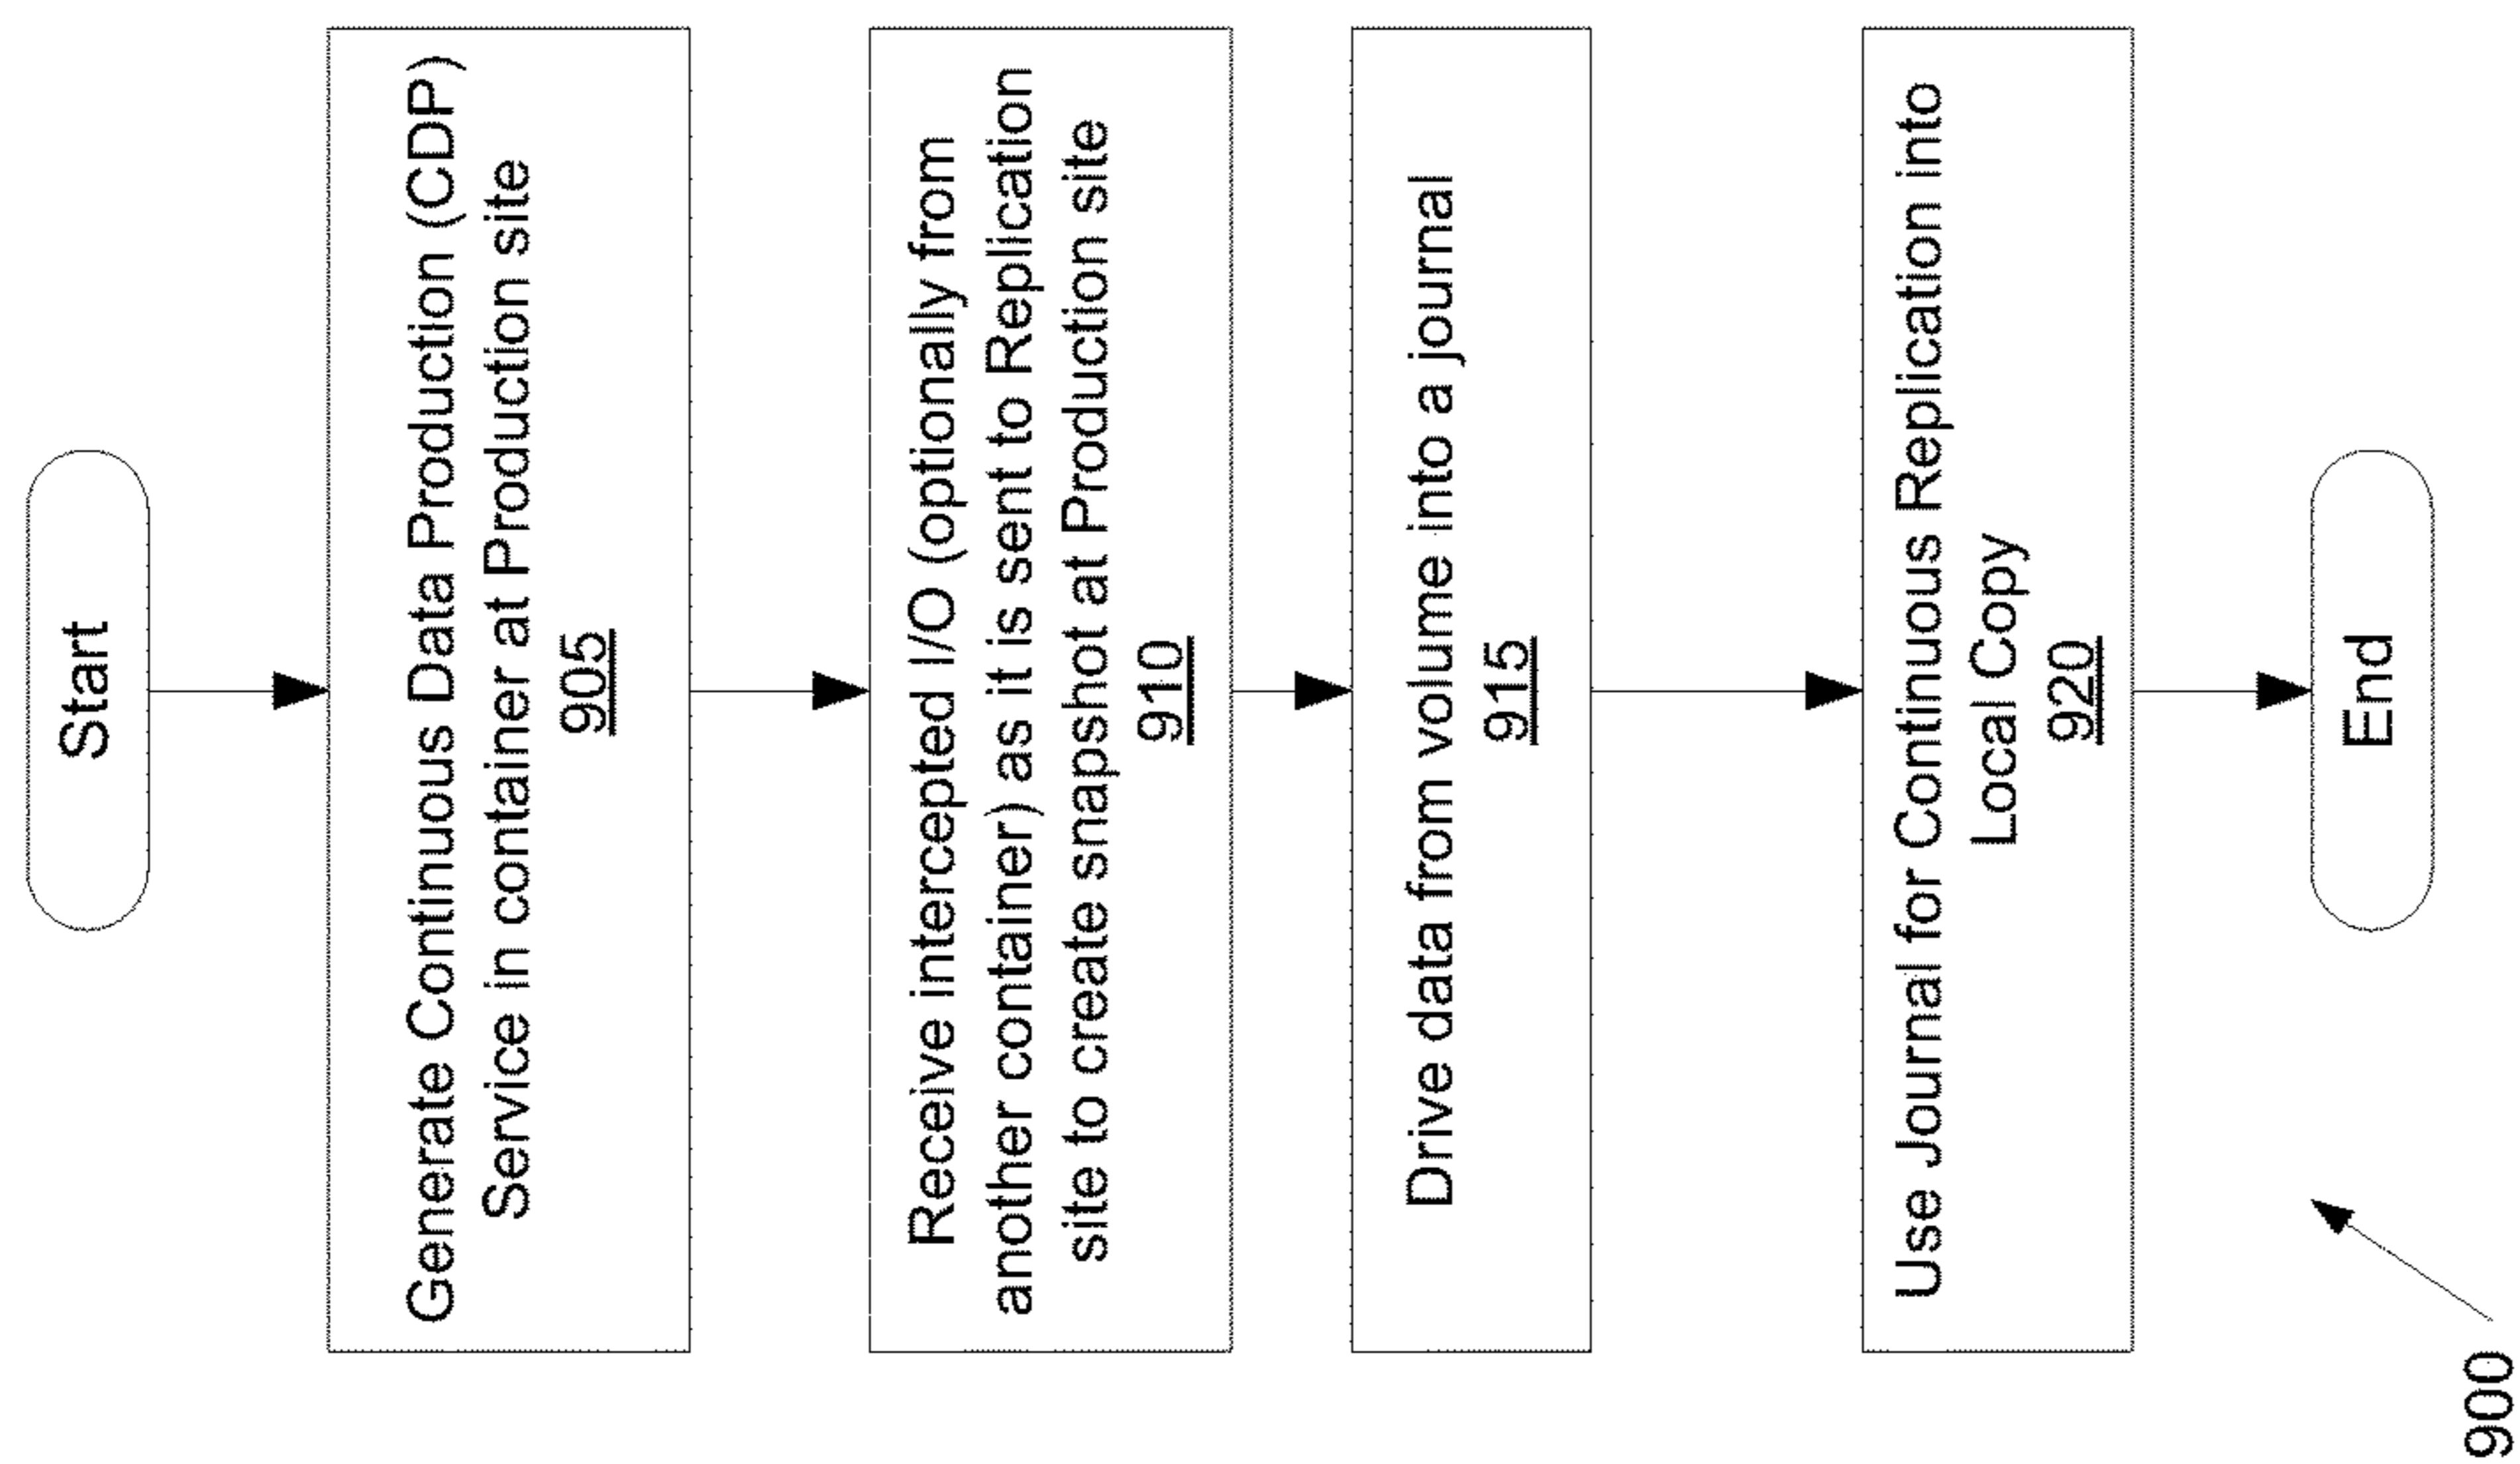 Start
Generate Continuous Data Production (CDP)
Service in container at Production site
905
Receive intercepted I/O (optionally from
another container) as it is sent to Replication
site to create snapshot at Production site
910
Drive data from volume into a journal
915
Use Journal for Continuous Replication into
Local Copy
920
End
900